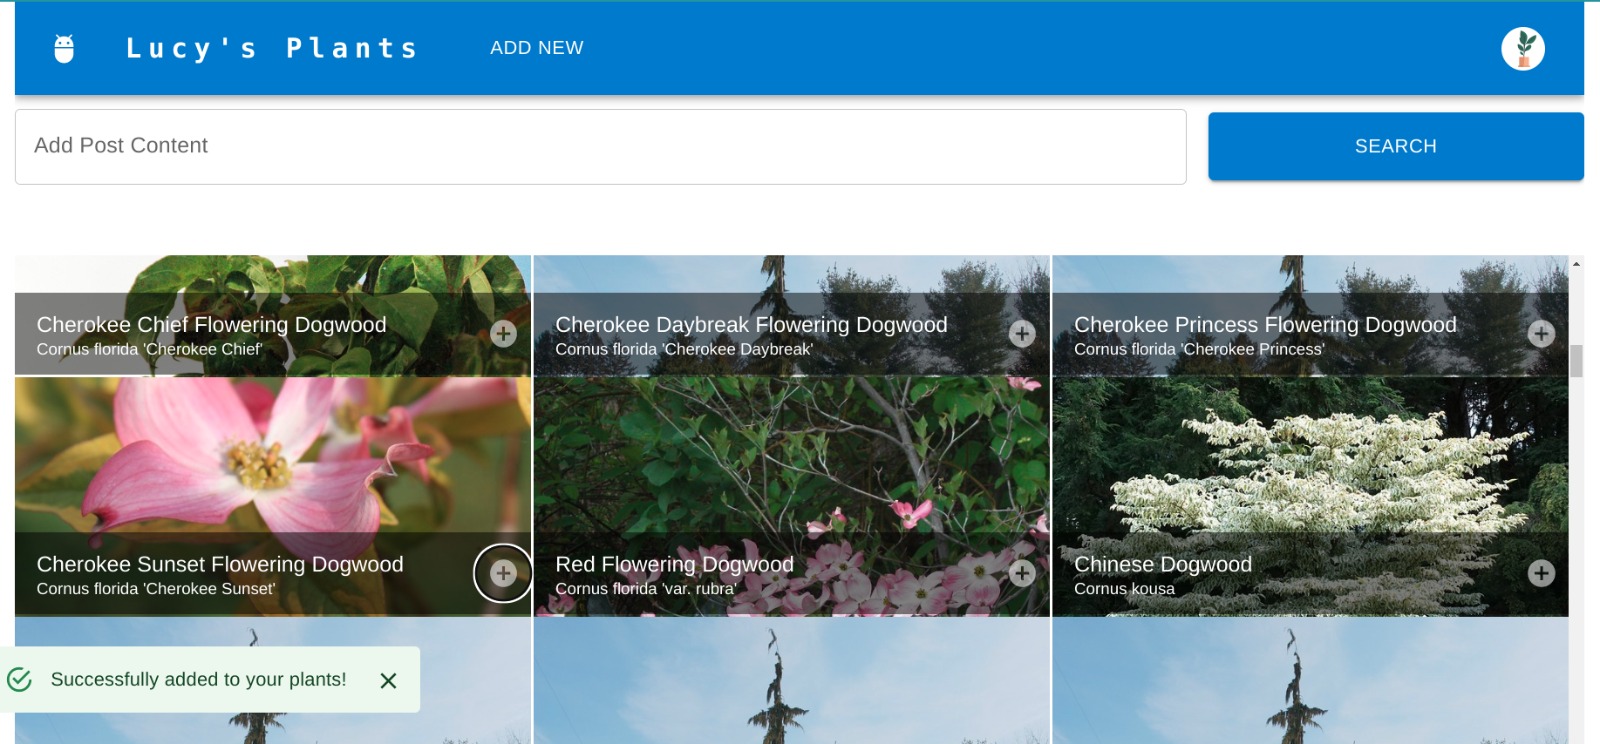 Lucy's Plants
ADD NEW
Add Post Content
SEARCH
Cherokee Chief Flowering Dogwood
Cornus florida 'Cherokee Chief'
Cherokee Daybreak Flowering Dogwood
Cornus florida 'Cherokee Daybreak'
Cherokee Princess Flowering Dogwood
Cornus florida 'Cherokee Princess'
Cherokee Sunset Flowering Dogwood
Cornus florida 'Cherokee Sunset'
Red Flowering Dogwood
Cornus florida 'var. rubra'
Chinese Dogwood
Cornus kousa
Successfully added to your plants!